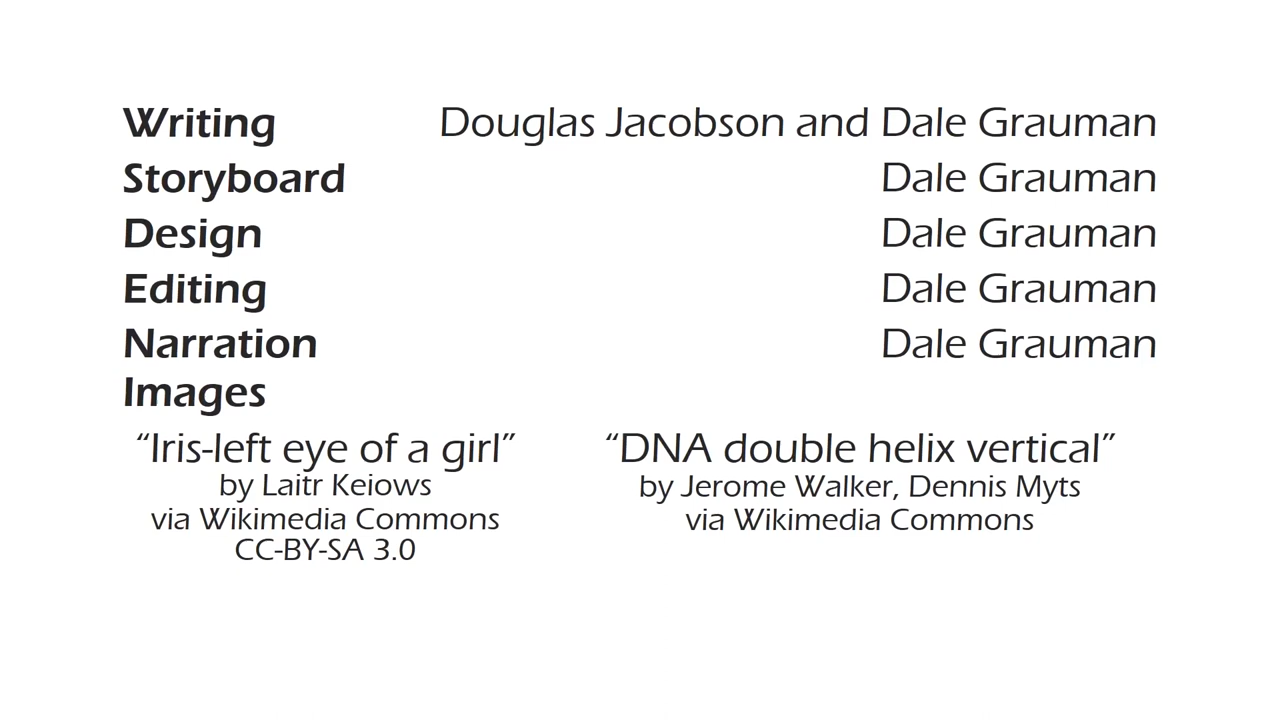 Writing Douglas Jacobson and Dale Grauman
Storyboard Dale Grauman
Design Dale Grauman
Editing Dale Grauman
Narration Dale Grauman
Images
“Iris-left eye of a girl”
by Laitr Keiows
via Wikimedia Commons
CC-BY-SA 3.0
“DNA double helix vertical”
by Jerome Walker, Dennis Myts
via Wikimedia Commons